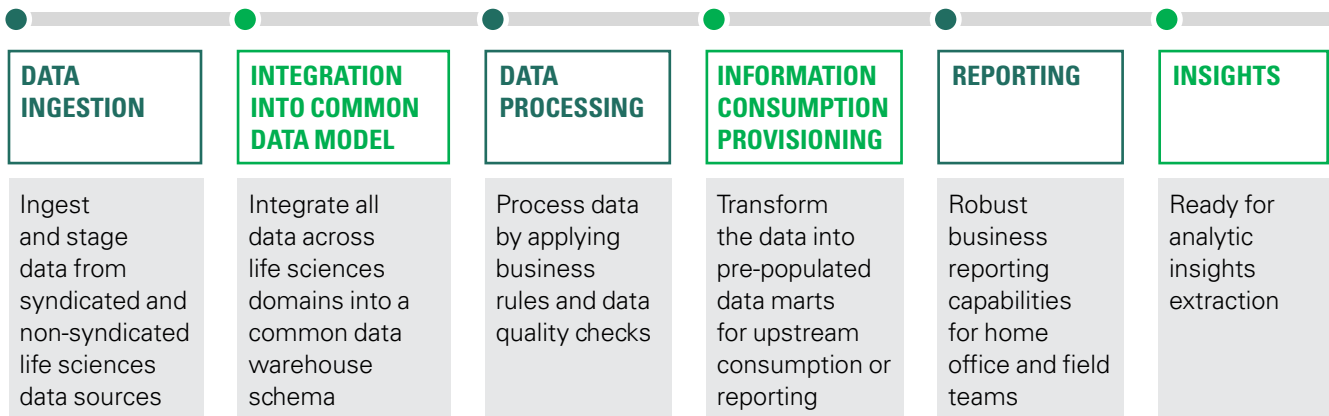 DATA
INGESTION
Ingest
and stage
data from
syndicated and
non-syndicated
life sciences
data sources
INTEGRATION
INTO COMMON
DATA MODEL
Integrate all
data across
life sciences
domains into a
common data
warehouse
schema
DATA
PROCESSING
Process data
by applying
business
rules and data
quality checks
INFORMATION
CONSUMPTION
PROVISIONING
Transform
the data into
pre-populated
data marts
for upstream
consumption or
reporting
REPORTING
Robust
business
reporting
capabilities
for home
office and field
teams
INSIGHTS
Ready for
analytic
insights
extraction